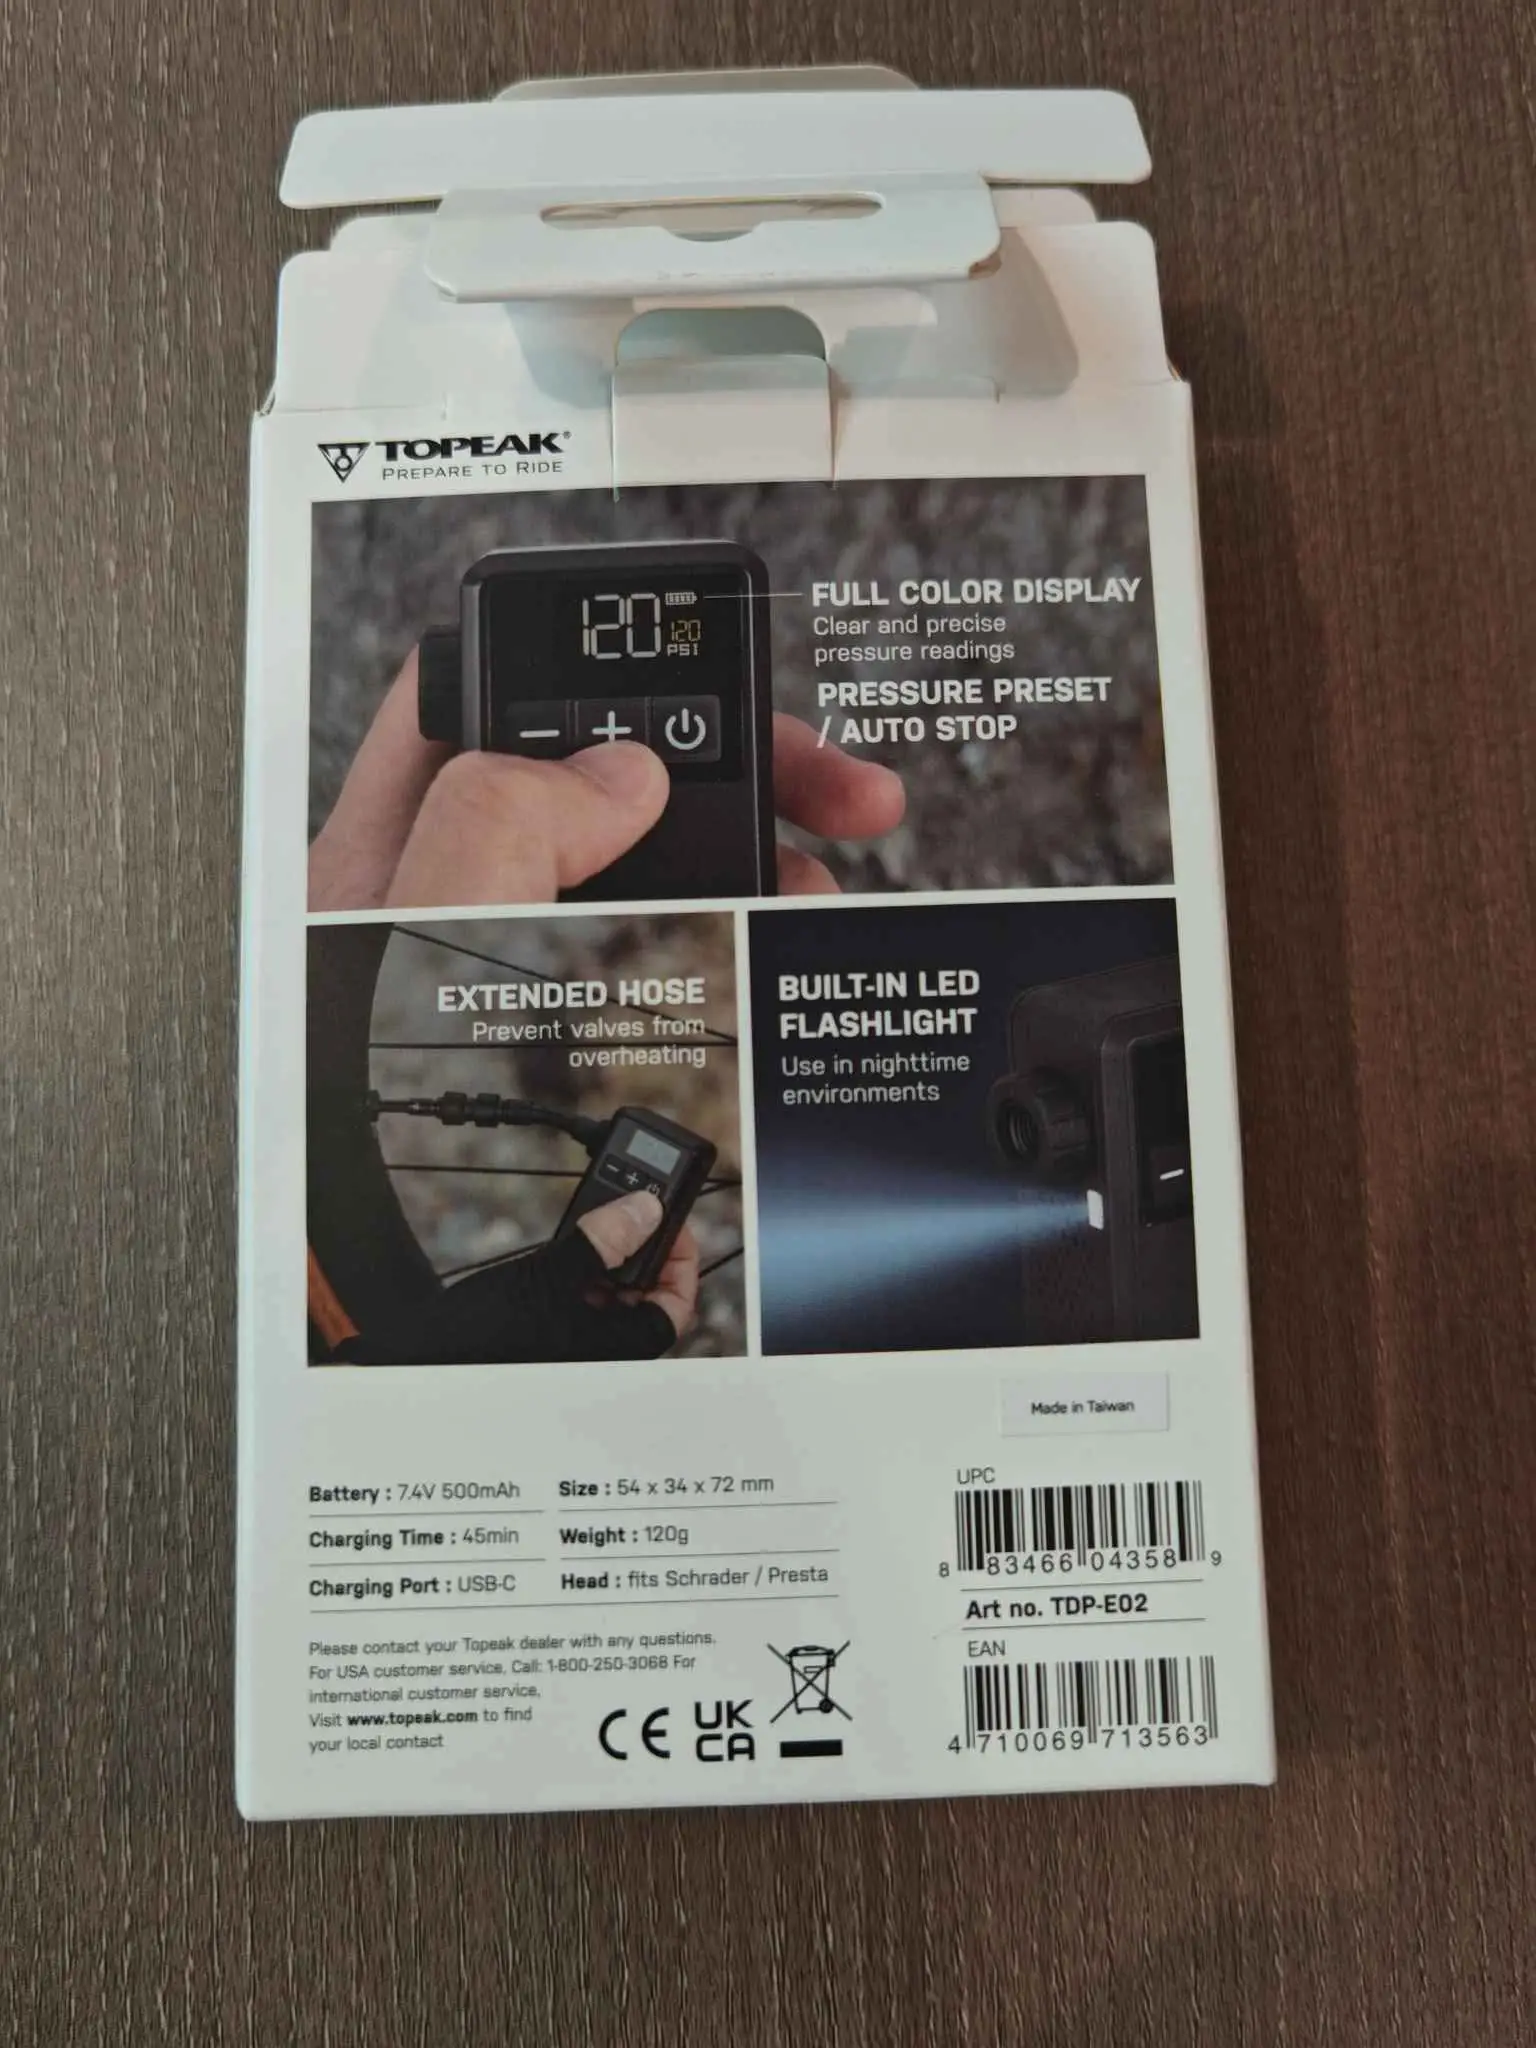 TOPEAK®
PREPARE TO RIDE
120
120
PSI
FULL COLOR DISPLAY
Clear and precise
pressure readings
PRESSURE PRESET
/ AUTO STOP
EXTENDED HOSE
Prevent valves from
overheating
BUILT-IN LED
FLASHLIGHT
Use in nighttime
environments
Made in Taiwan
Battery : 7.4V 500mAh
Charging Time : 45min
Charging Port : USB-C
Size : 54 x 34 x 72 mm
Weight : 120g
Head : fits Schrader / Presta
Please contact your Topeak dealer with any questions.
For USA customer service, Call: 1-800-250-3068 For
international customer service,
Visit www.topeak.com to find
your local contact
CE
UK
CA
UPC
8 83466 04358 9
Art no. TDP-E02
EAN
4 710069 713563